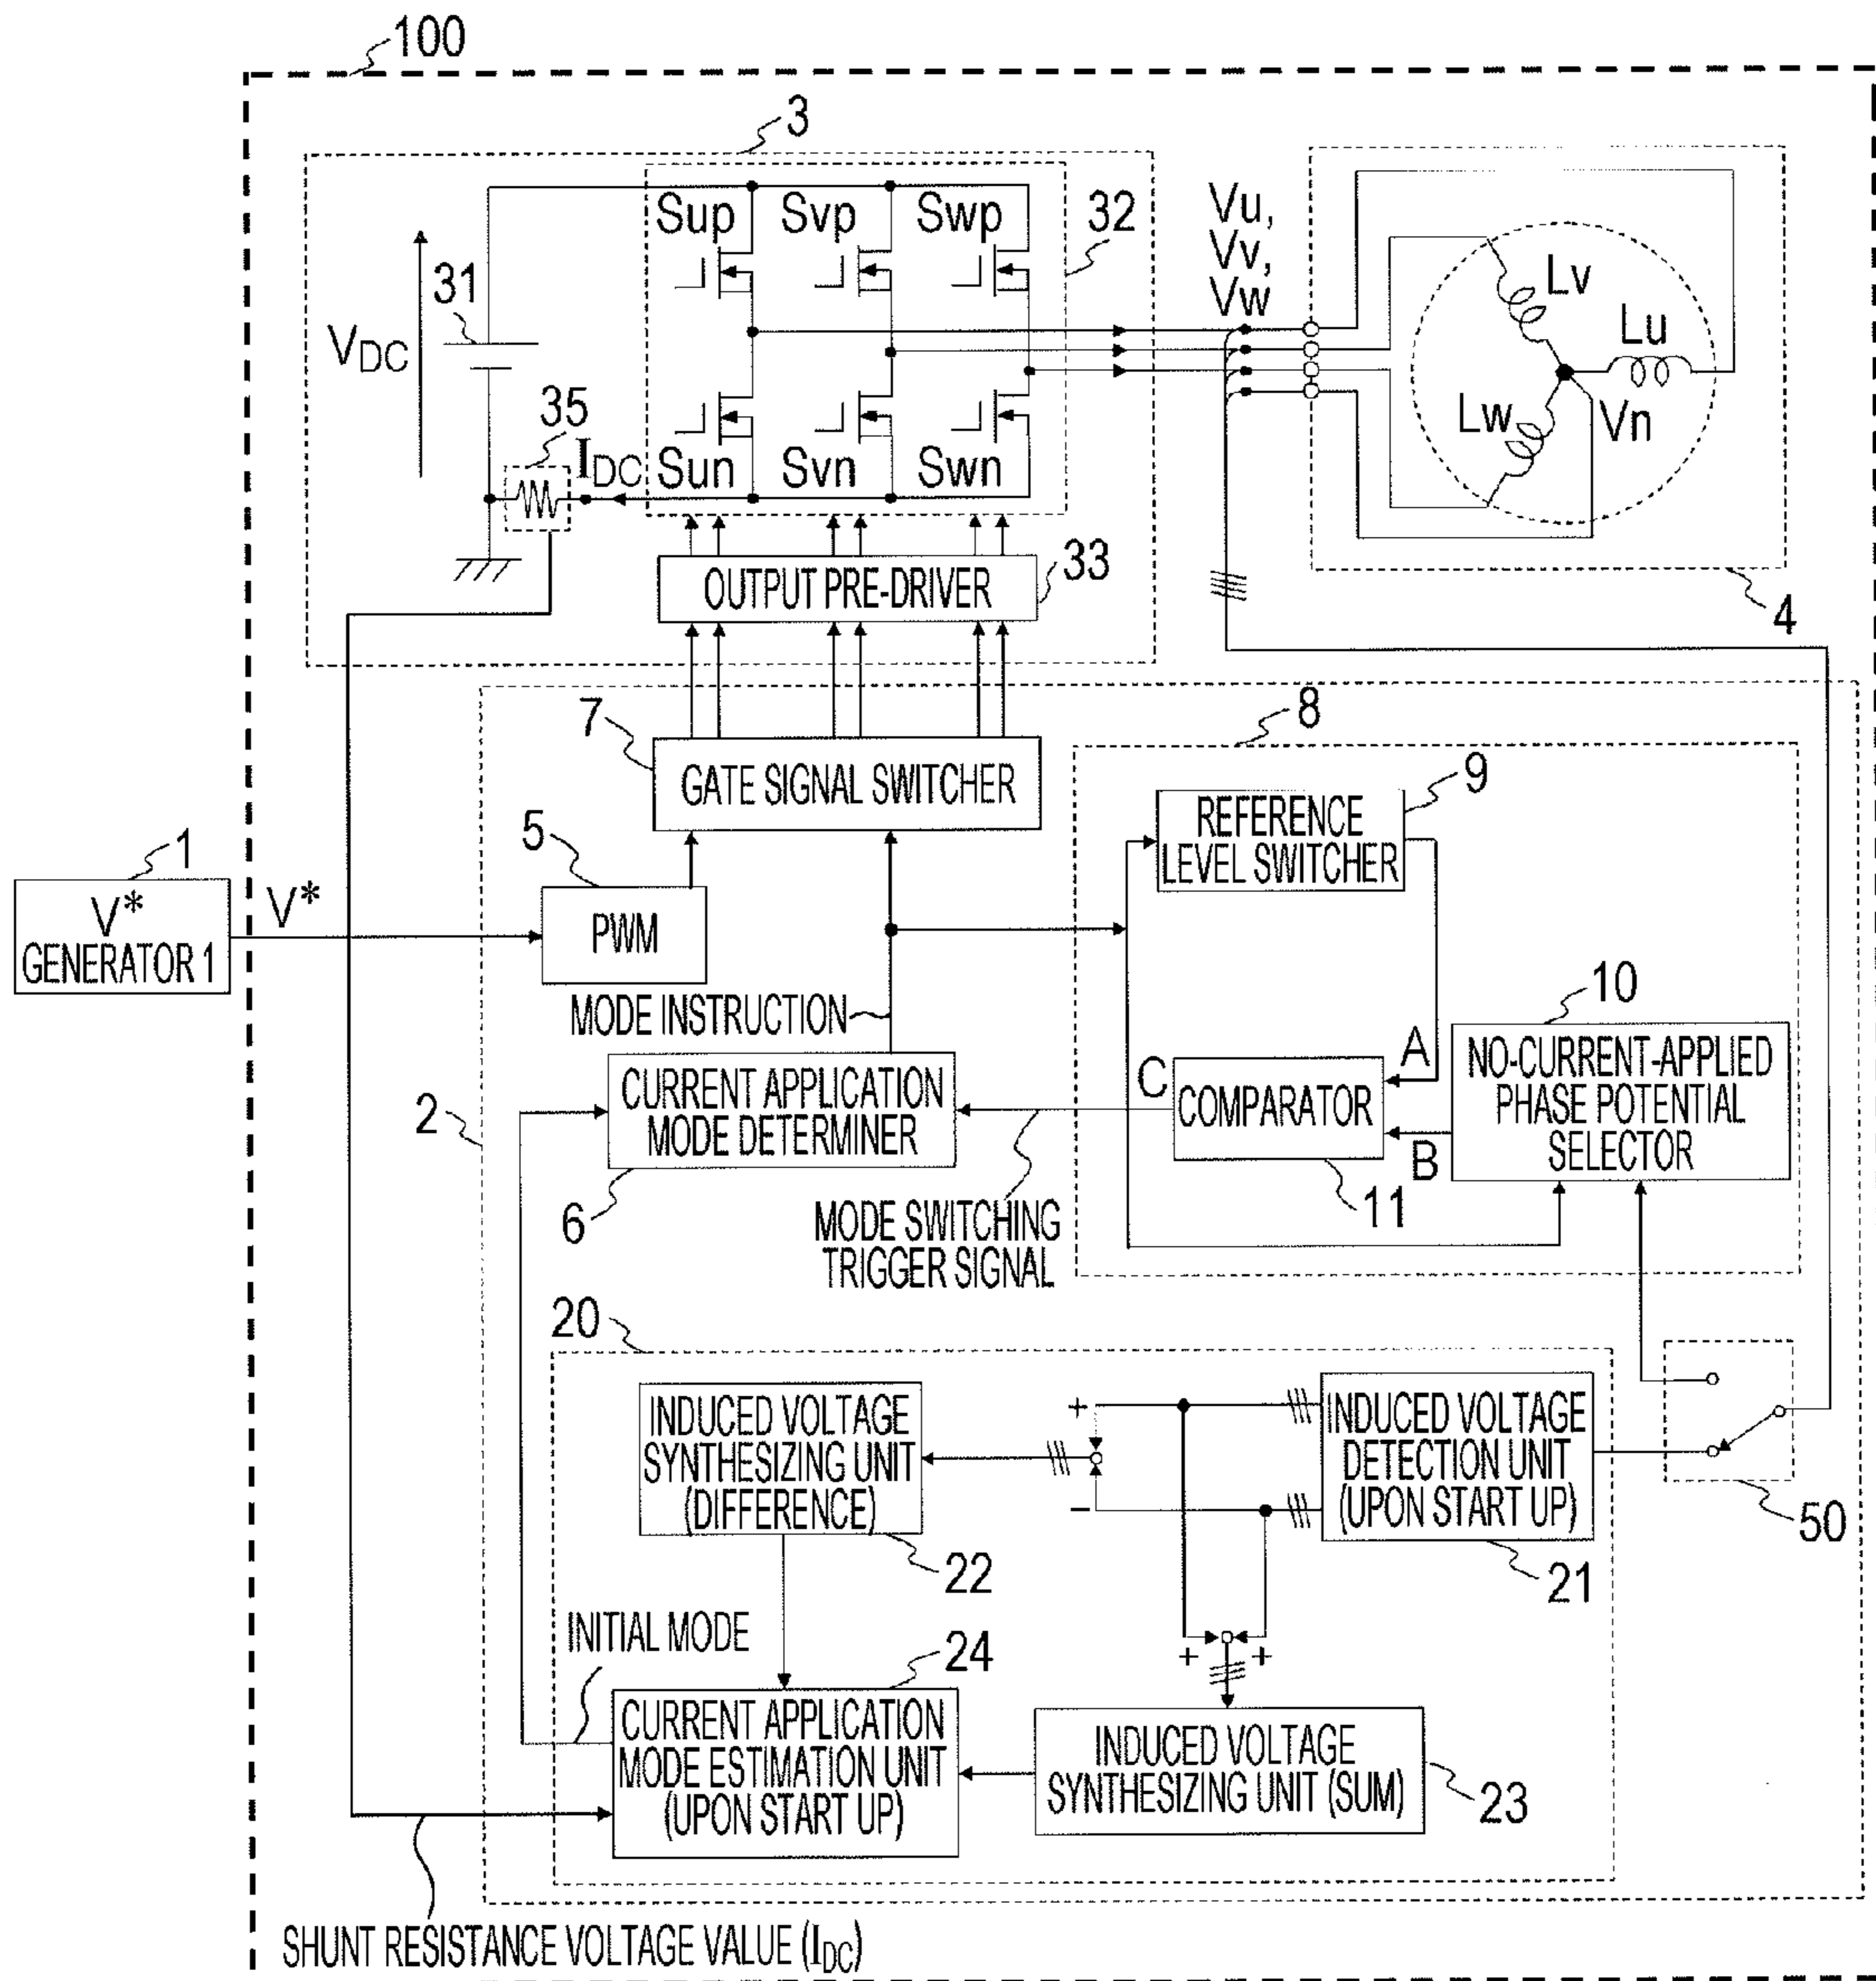 100
3
Sup
Svp
Swp
32
Vu,
Vv,
Vw
31
VDC
Lv
Lu
Lw
Vn
35
IDC
Sun
Svn
Swn
OUTPUT PRE-DRIVER
33
4
7
8
GATE SIGNAL SWITCHER
9
REFERENCE
LEVEL SWITCHER
5
1
V*
V*
GENERATOR 1
PWM
MODE INSTRUCTION
10
A
NO-CURRENT-APPLIED
PHASE POTENTIAL
SELECTOR
C
COMPARATOR
B
CURRENT APPLICATION
MODE DETERMINER
2
6
11
MODE SWITCHING
TRIGGER SIGNAL
20
INDUCED VOLTAGE
SYNTHESIZING UNIT
(DIFFERENCE)
+
−
INDUCED VOLTAGE
DETECTION UNIT
(UPON START UP)
50
22
21
INITIAL MODE
24
+ +
CURRENT APPLICATION
MODE ESTIMATION UNIT
(UPON START UP)
INDUCED VOLTAGE
SYNTHESIZING UNIT (SUM)
23
SHUNT RESISTANCE VOLTAGE VALUE (IDC)